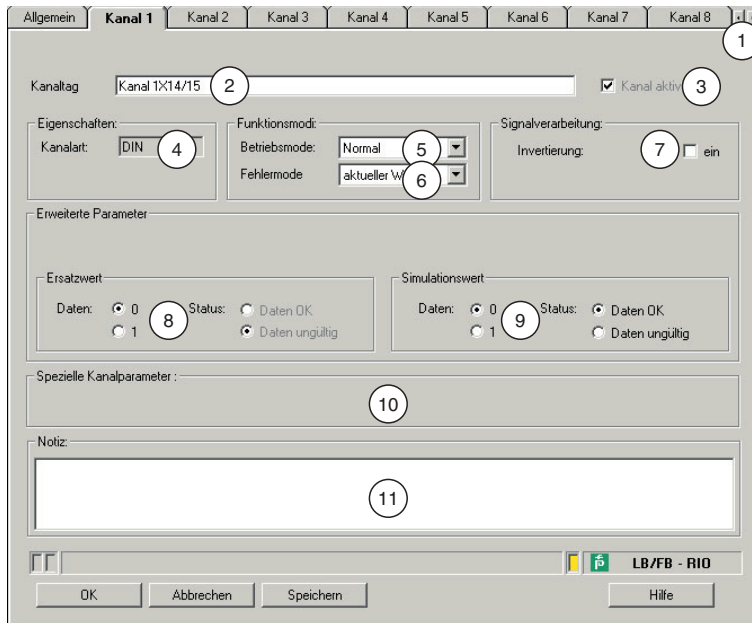 Allgemein Kanal 1 Kanal 2 Kanal 3 Kanal 4 Kanal 5 Kanal 6 Kanal 7 Kanal 8
1
Kanaltag Kanal 1X14/15 2 Kanal aktiv 3
Eigenschaften: Funktionsmodi: Signalverarbeitung:
Kanalart: DIN 4 Betriebsmode: Normal 5 Invertierung: 7 ein
Fehlermode aktueller 6
Erweiterte Parameter
Ersatzwert Simulationswert
Daten: 0 8 Status: Daten OK Daten: 0 9 Status: Daten OK
1 Daten ungültig 1 Daten ungültig
Spezielle Kanalparameter :
10
Notiz:
11
LB/FB - RIO
OK Abbrechen Speichern Hilfe